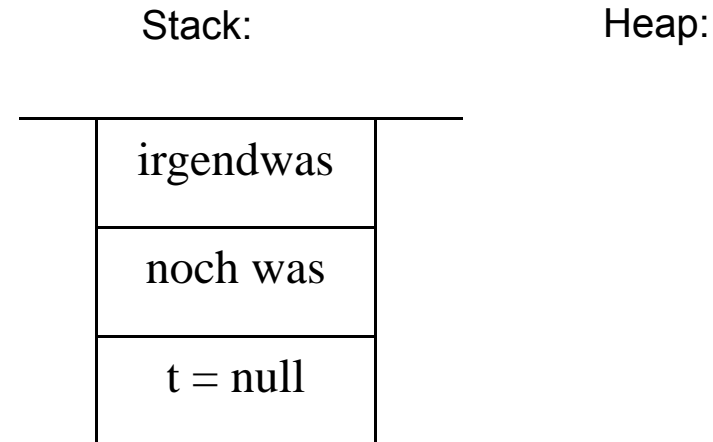 Stack:
Heap:
irgendwas
noch was
t = null